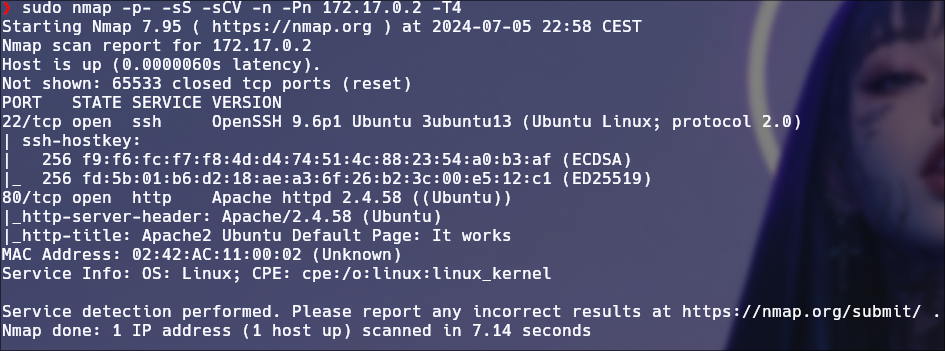 ❯ sudo nmap -p- -sS -sCV -n -Pn 172.17.0.2 -T4
Starting Nmap 7.95 ( https://nmap.org ) at 2024-07-05 22:58 CEST
Nmap scan report for 172.17.0.2
Host is up (0.0000060s latency).
Not shown: 65533 closed tcp ports (reset)
PORT   STATE SERVICE VERSION
22/tcp open  ssh     OpenSSH 9.6p1 Ubuntu 3ubuntu13 (Ubuntu Linux; protocol 2.0)
| ssh-hostkey:
|   256 f9:f6:fc:f7:f8:4d:d4:74:51:4c:88:23:54:a0:b3:af (ECDSA)
|_  256 fd:5b:01:b6:d2:18:ae:a3:6f:26:b2:3c:00:e5:12:c1 (ED25519)
80/tcp open  http    Apache httpd 2.4.58 ((Ubuntu))
|_http-server-header: Apache/2.4.58 (Ubuntu)
|_http-title: Apache2 Ubuntu Default Page: It works
MAC Address: 02:42:AC:11:00:02 (Unknown)
Service Info: OS: Linux; CPE: cpe:/o:linux:linux_kernel

Service detection performed. Please report any incorrect results at https://nmap.org/submit/ .
Nmap done: 1 IP address (1 host up) scanned in 7.14 seconds